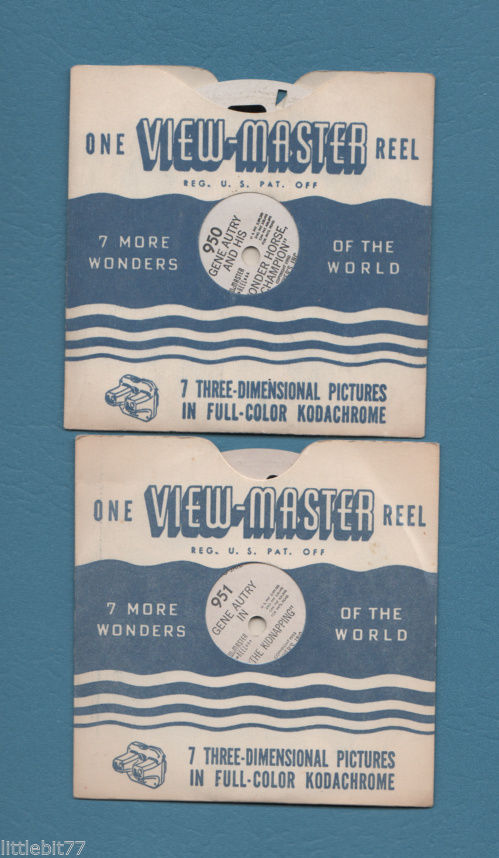 ONE VIEW-MASTER REEL
REG. U. S. PAT. OFF
7 MORE
WONDERS
OF THE
WORLD
950
GENE AUTRY
AND HIS
ONDER HORSE,
CHAMPION"
7 THREE-DIMENSIONAL PICTURES
IN FULL-COLOR KODACHROME
ONE VIEW-MASTER REEL
REG. U. S. PAT. OFF
7 MORE
WONDERS
OF THE
WORLD
951
GENE AUTRY
IN
"THE KIDNAPPING"
7 THREE-DIMENSIONAL PICTURES
IN FULL-COLOR KODACHROME
littlebit77